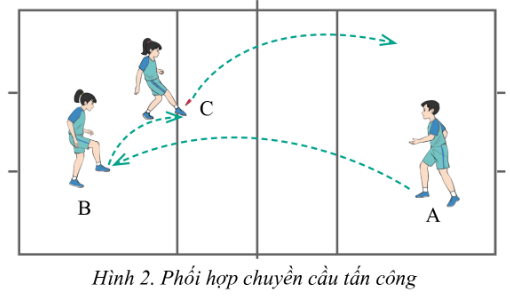 C
B
A
Hình 2. Phối hợp chuyền cầu tấn công